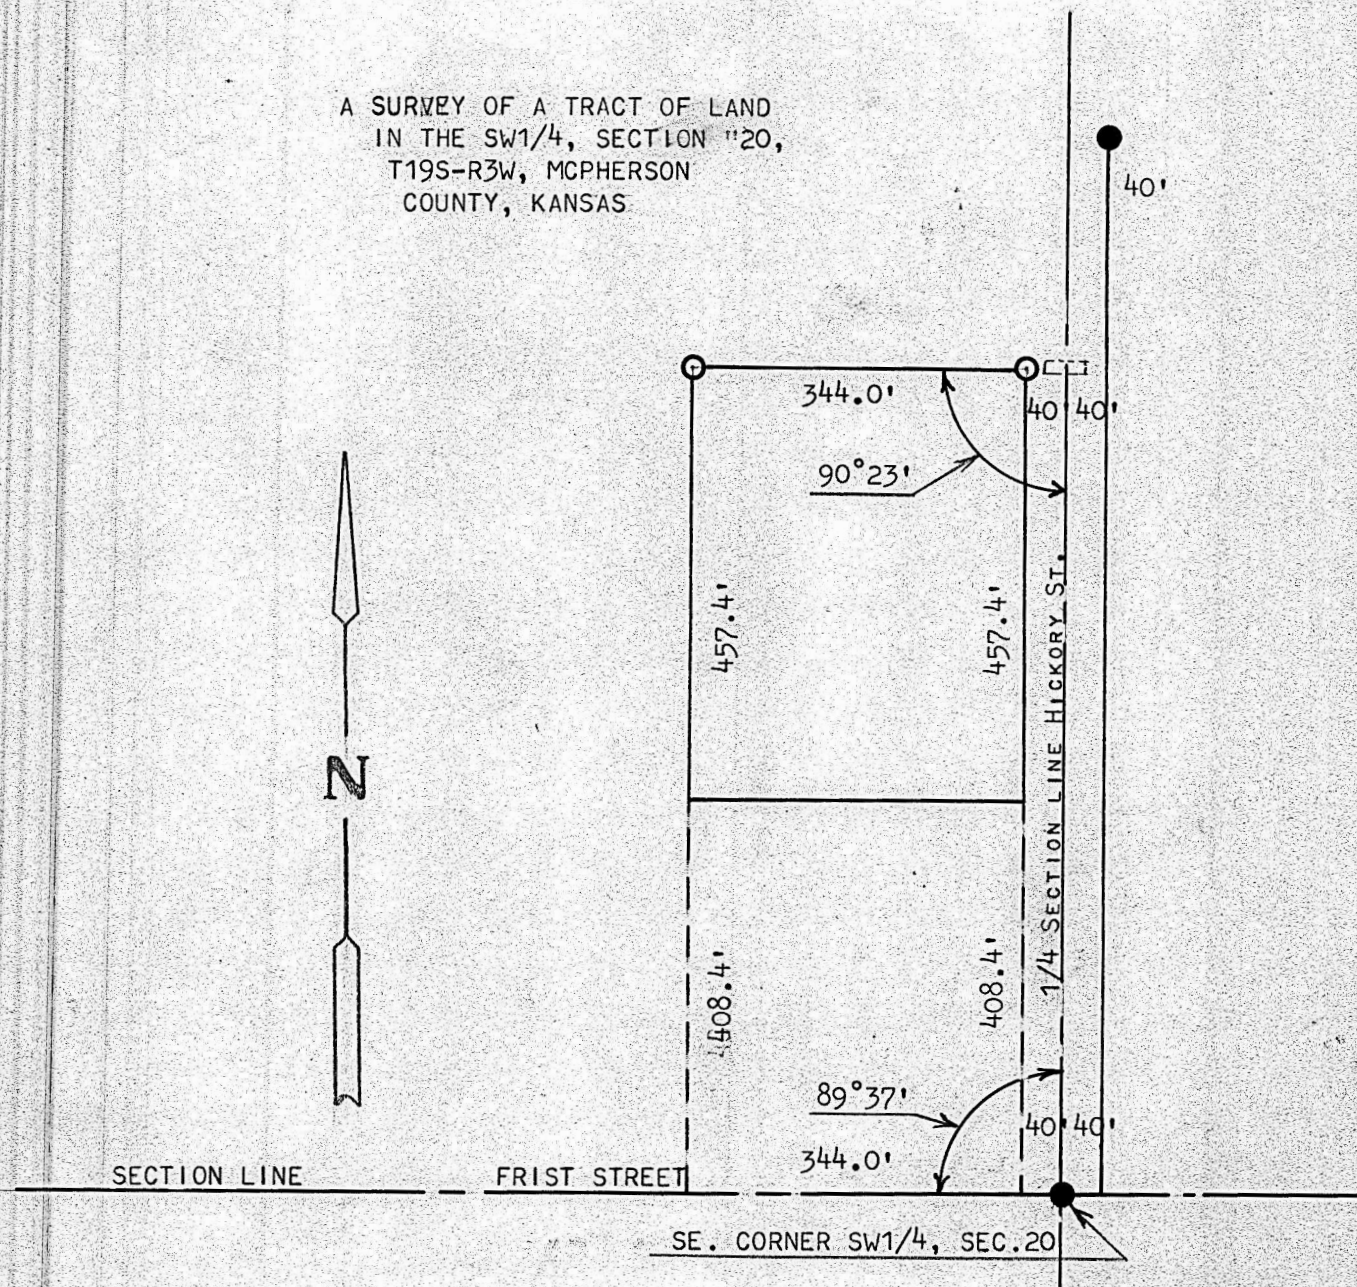 A SURVEY OF A TRACT OF LAND
IN THE SW1/4, SECTION "20,
T19S-R3W, MCPHERSON
COUNTY, KANSAS
40'
344.0'
40' 40'
90°23'
457.4'
457.4'
1/4 SECTION LINE HICKORY ST.
N
408.4'
408.4'
89°37'
40' 40'
344.0'
SECTION LINE
FRIST STREET
SE. CORNER SW1/4, SEC.20